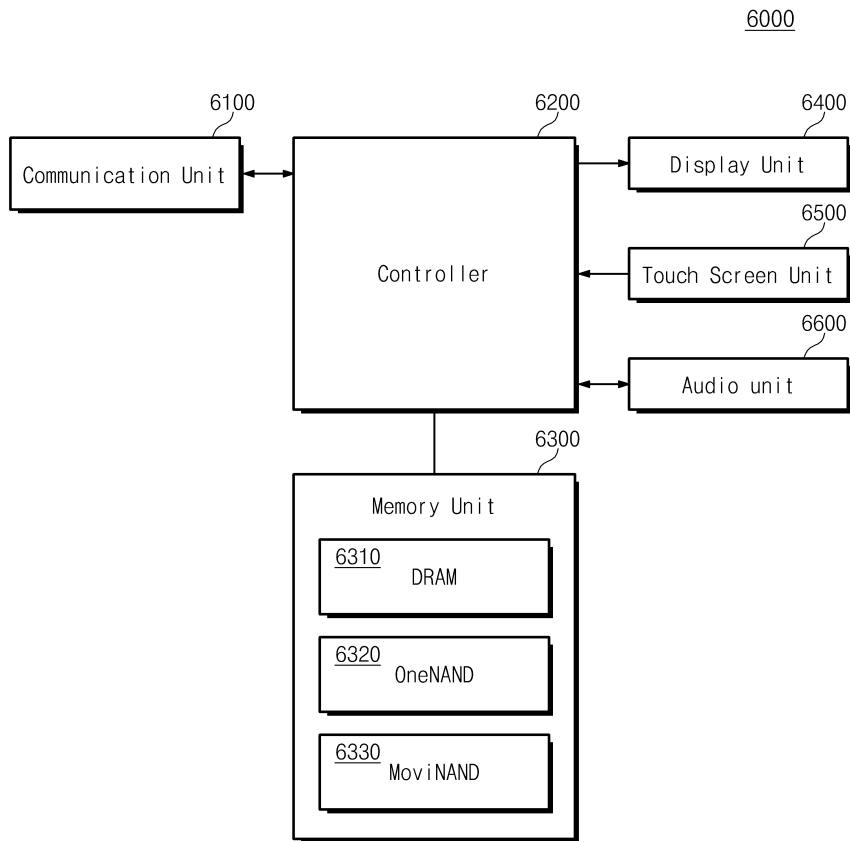 6000
6100
6200
6400
Communication Unit
Display Unit
6500
Controller
Touch Screen Unit
6600
Audio unit
6300
Memory Unit
6310
DRAM
6320
OneNAND
6330
MoviNAND